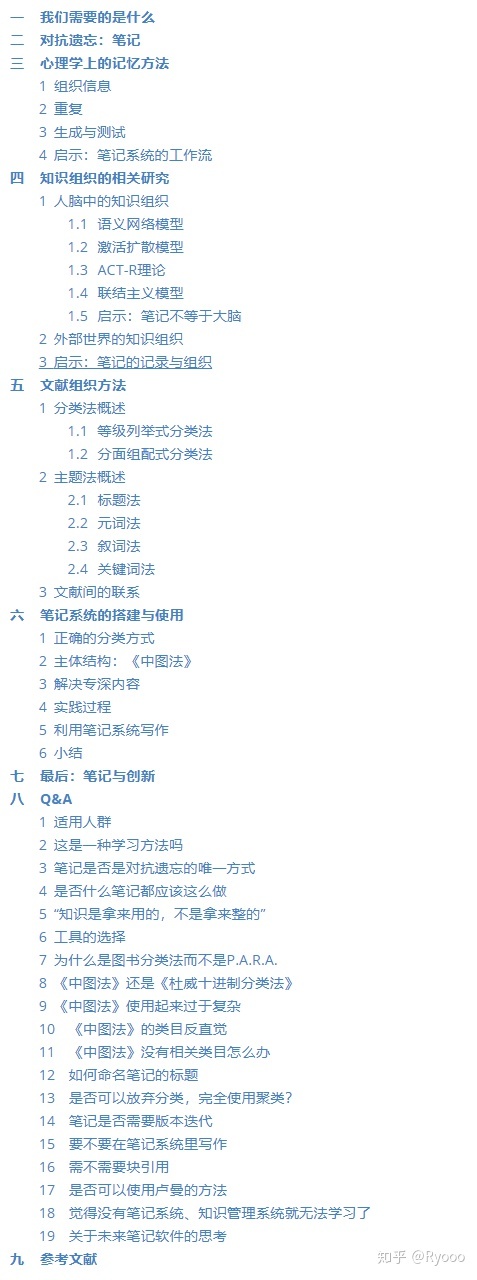 一 我们需要的是什么
二 对抗遗忘：笔记
三 心理学上的记忆方法
1 组织信息
2 重复
3 生成与测试
4 启示：笔记系统的工作流
四 知识组织的相关研究
1 人脑中的知识组织
1.1 语义网络模型
1.2 激活扩散模型
1.3 ACT-R理论
1.4 联结主义模型
1.5 启示：笔记不等于大脑
2 外部世界的知识组织
3 启示：笔记的记录与组织
五 文献组织方法
1 分类法概述
1.1 等级列举式分类法
1.2 分面组配式分类法
2 主题法概述
2.1 标题法
2.2 元词法
2.3 叙词法
2.4 关键词法
3 文献间的联系
六 笔记系统的搭建与使用
1 正确的分类方式
2 主体结构：《中图法》
3 解决专深内容
4 实践过程
5 利用笔记系统写作
6 小结
七 最后：笔记与创新
八 Q&A
1 适用人群
2 这是一种学习方法吗
3 笔记是否是对抗遗忘的唯一方式
4 是否什么笔记都应该这么做
5 “知识是拿来用的，不是拿来整的”
6 工具的选择
7 为什么是图书分类法而不是P.A.R.A.
8 《中图法》还是《杜威十进制分类法》
9 《中图法》使用起来过于复杂
10 《中图法》的类目反直觉
11 《中图法》没有相关类目怎么办
12 如何命名笔记的标题
13 是否可以放弃分类，完全使用聚类？
14 笔记是否需要版本迭代
15 要不要在笔记系统里写作
16 需不需要块引用
17 是否可以使用卢曼的方法
18 觉得没有笔记系统、知识管理系统就无法学习了
19 关于未来笔记软件的思考
九 参考文献
知乎 @Ryooo